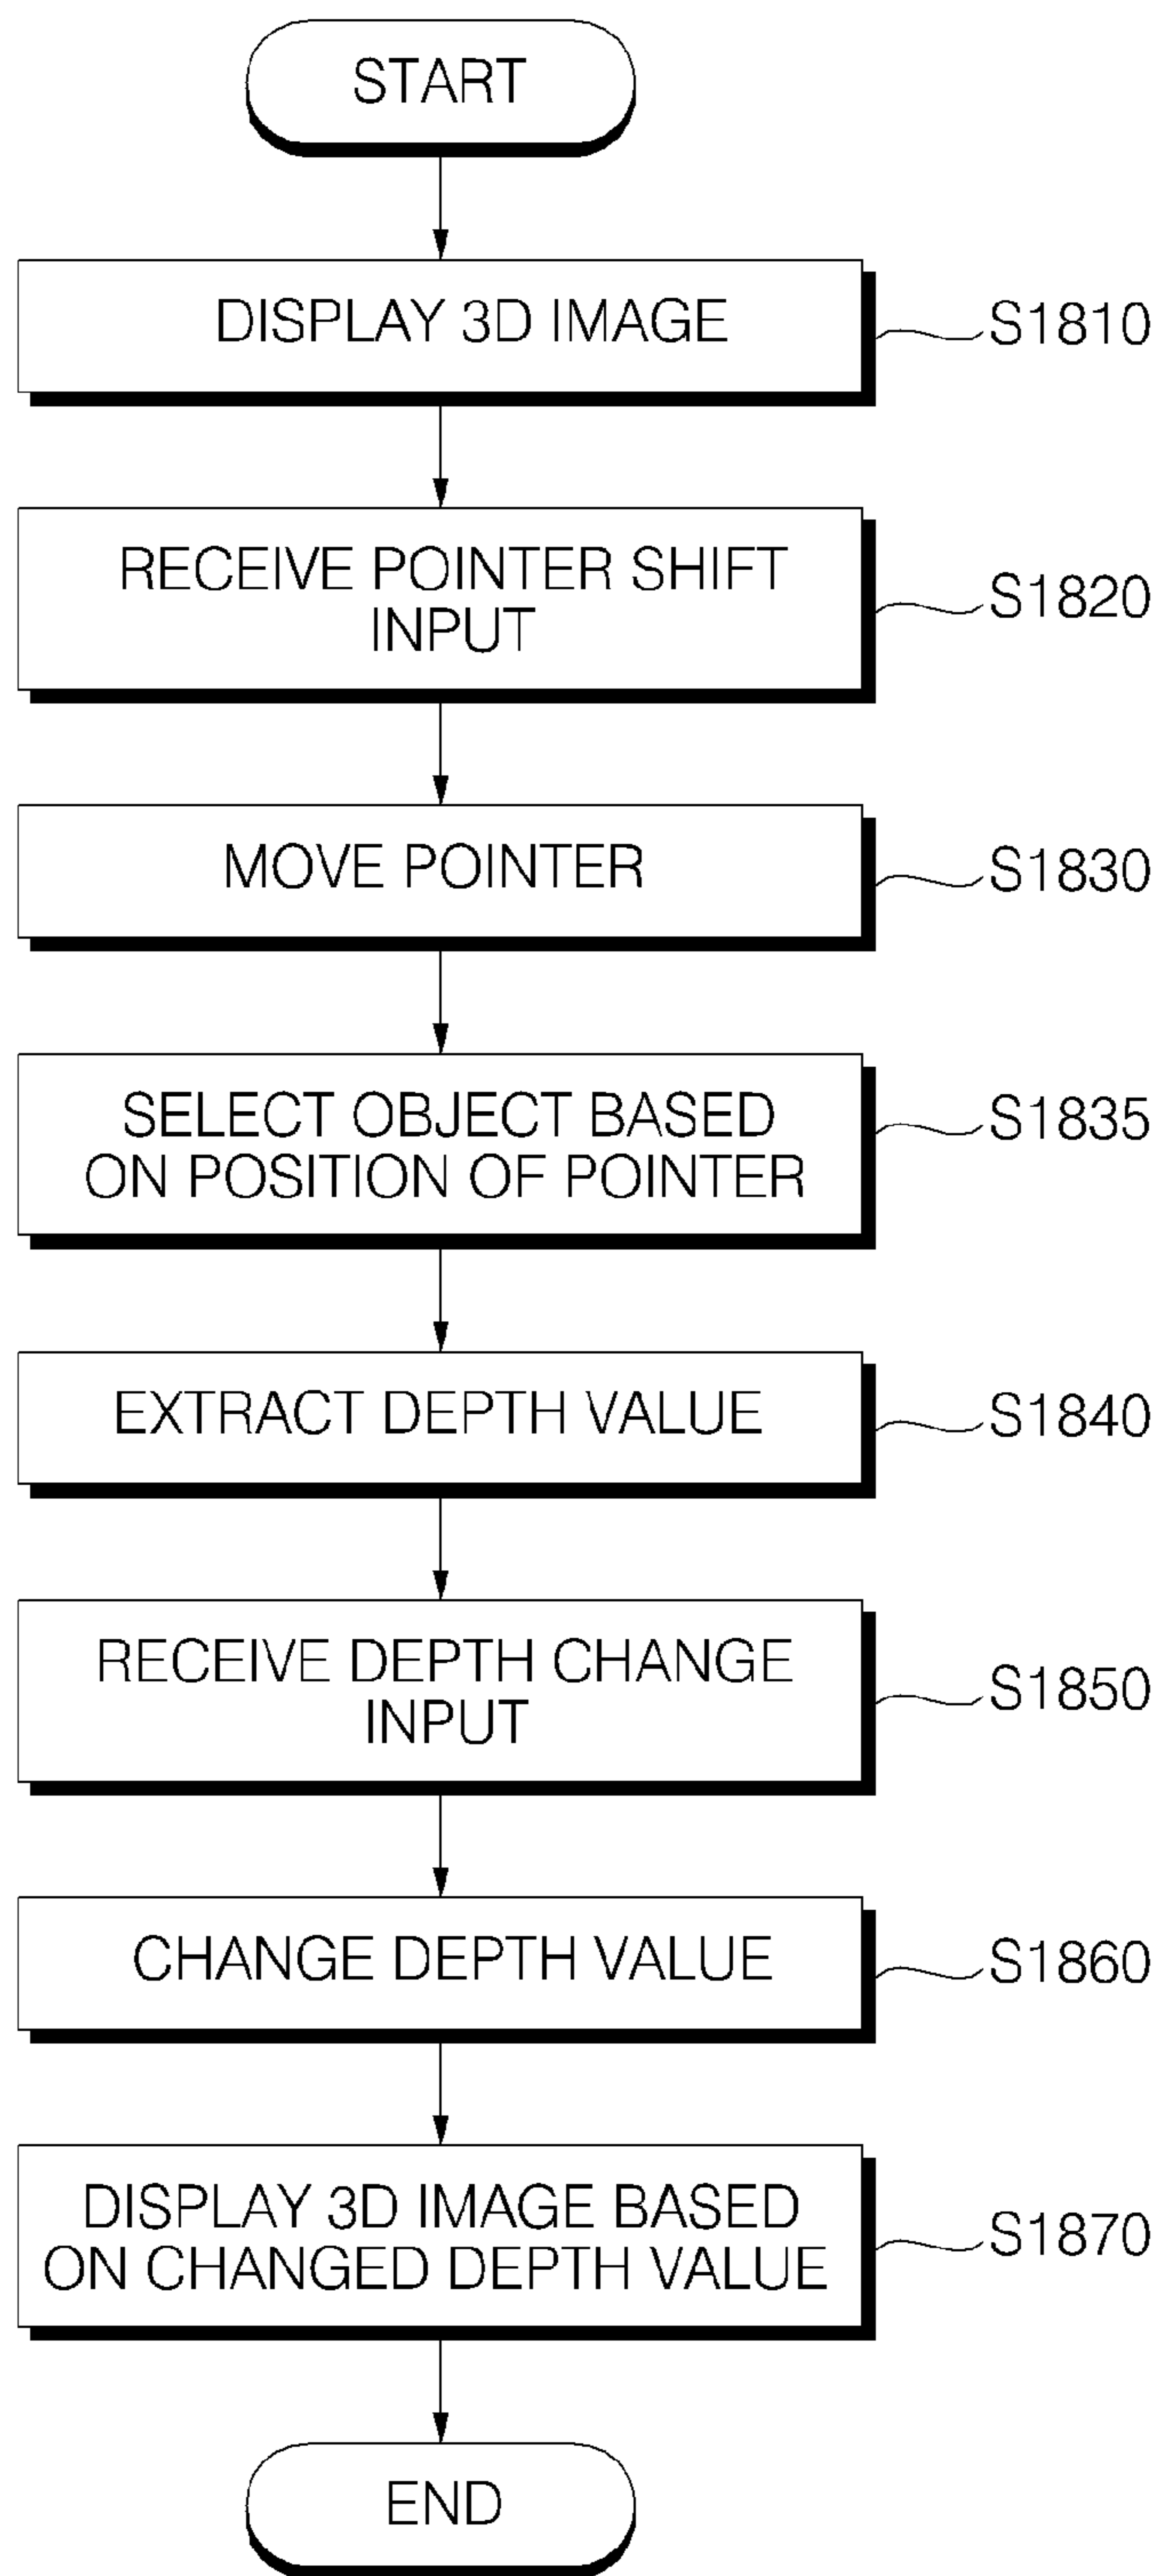 START
DISPLAY 3D IMAGE
S1810
RECEIVE POINTER SHIFT
INPUT
S1820
MOVE POINTER
S1830
SELECT OBJECT BASED
ON POSITION OF POINTER
S1835
EXTRACT DEPTH VALUE
S1840
RECEIVE DEPTH CHANGE
INPUT
S1850
CHANGE DEPTH VALUE
S1860
DISPLAY 3D IMAGE BASED
ON CHANGED DEPTH VALUE
S1870
END